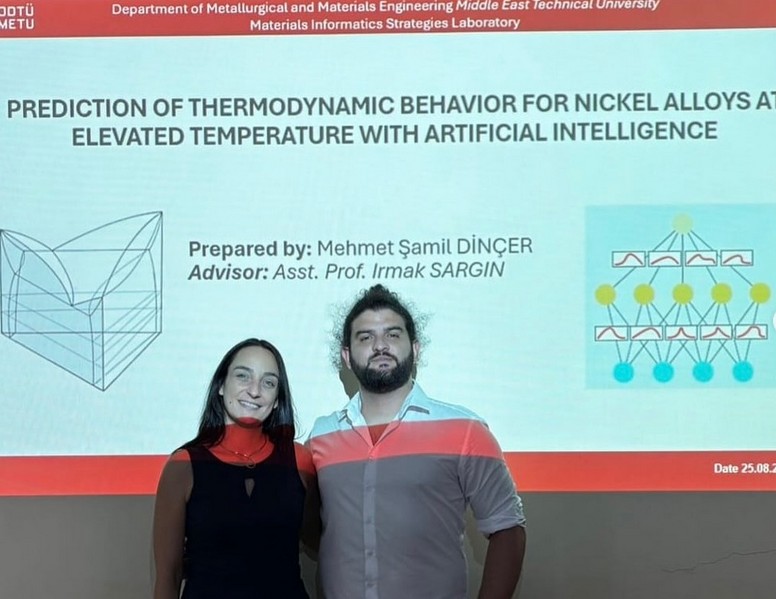 ODTÜ
METU
Department of Metallurgical and Materials Engineering Middle East Technical University
Materials Informatics Strategies Laboratory
PREDICTION OF THERMODYNAMIC BEHAVIOR FOR NICKEL ALLOYS AT
ELEVATED TEMPERATURE WITH ARTIFICIAL INTELLIGENCE
Prepared by: Mehmet Şamil DİNÇER
Advisor: Asst. Prof. Irmak SARGIN
Date 25.08.2